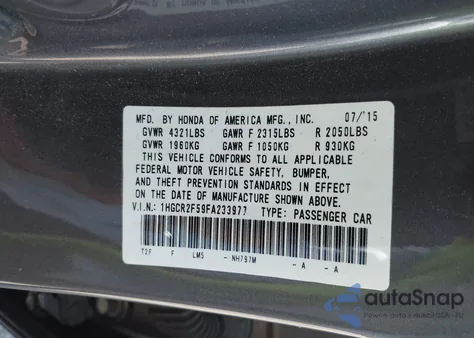 MFD. BY HONDA OF AMERICA MFG., INC. 07/'15
GVWR 4321LBS GAWR F 2315LBS R 2050LBS
GVWR 1960KG GAWR F 1050KG R 930KG
THIS VEHICLE CONFORMS TO ALL APPLICABLE
FEDERAL MOTOR VEHICLE SAFETY, BUMPER,
AND THEFT PREVENTION STANDARDS IN EFFECT
ON THE DATE OF MANUFACTURE SHOWN ABOVE.
V.I.N.: 1HGCR2F59FA233977 TYPE: PASSENGER CAR
T2F F LM5 - NH797M - A - A
autoSnap